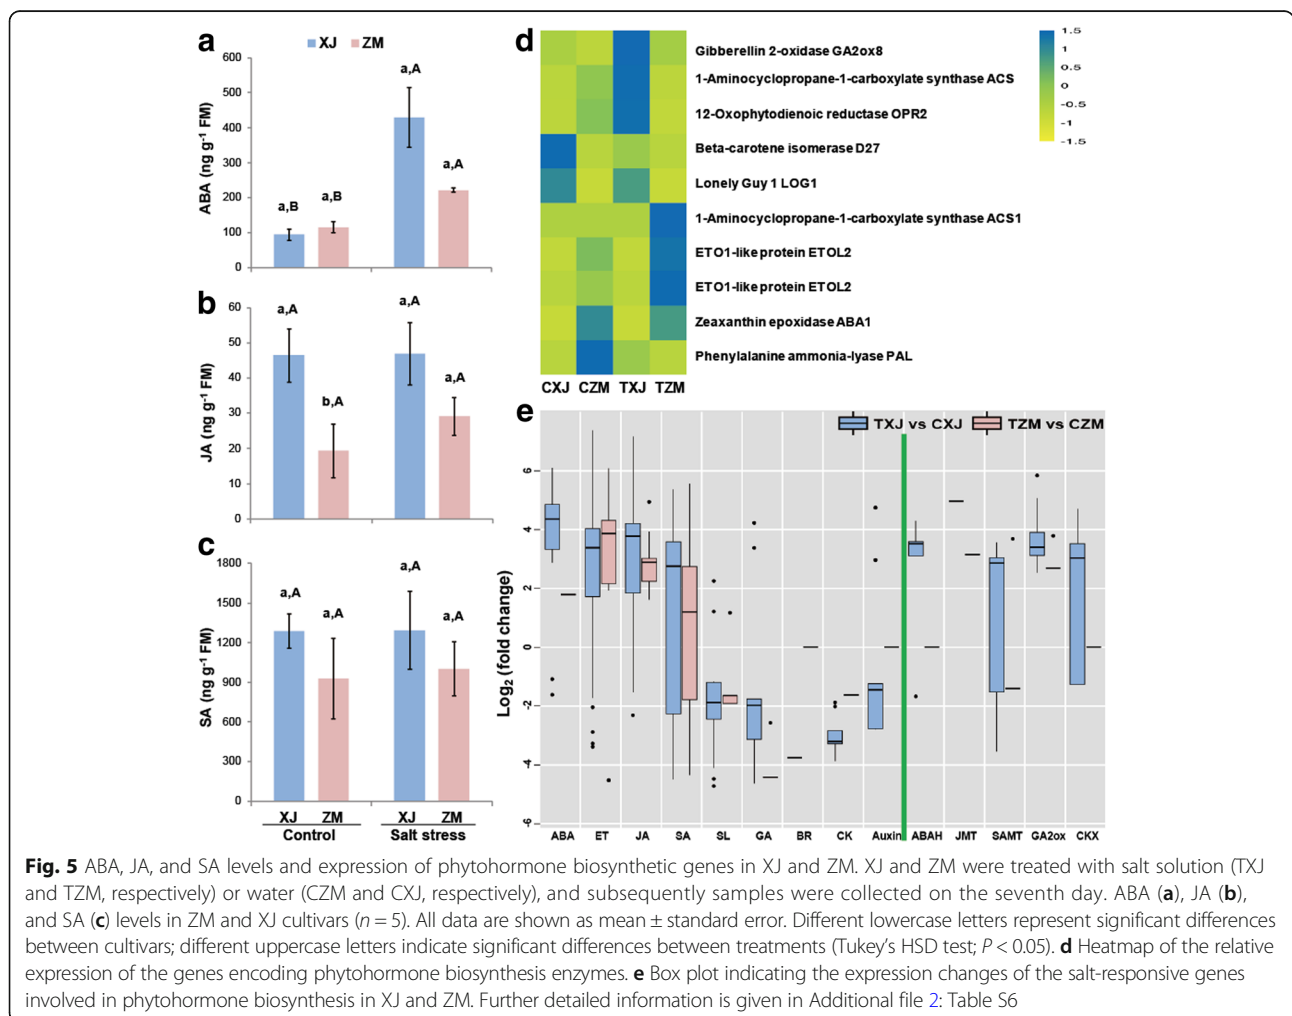 a
XJ ZM
600
500
400
300
200
100
0
ABA (ng g⁻¹ FM)
a,B
a,B
a,A
a,A
b
60
50
40
30
20
10
0
JA (ng g⁻¹ FM)
a,A
b,A
a,A
a,A
c
1800
1500
1200
900
600
300
0
SA (ng g⁻¹ FM)
a,A
a,A
a,A
a,A
XJ ZM XJ ZM
Control Salt stress
d
Gibberellin 2-oxidase GA2ox8
1-Aminocyclopropane-1-carboxylate synthase ACS
12-Oxophytodienoic reductase OPR2
Beta-carotene isomerase D27
Lonely Guy 1 LOG1
1-Aminocyclopropane-1-carboxylate synthase ACS1
ETO1-like protein ETOL2
ETO1-like protein ETOL2
Zeaxanthin epoxidase ABA1
Phenylalanine ammonia-lyase PAL
CXJ CZM TXJ TZM
1.5
1
0.5
0
-0.5
-1
-1.5
e
TXJ vs CXJ TZM vs CZM
6
4
2
0
-2
-4
-6
Log₂ (fold change)
ABA ET JA SA SL GA BR CK Auxin ABAH JMT SAMT GA2ox CKX
Fig. 5 ABA, JA, and SA levels and expression of phytohormone biosynthetic genes in XJ and ZM. XJ and ZM were treated with salt solution (TXJ
and TZM, respectively) or water (CZM and CXJ, respectively), and subsequently samples were collected on the seventh day. ABA (a), JA (b),
and SA (c) levels in ZM and XJ cultivars (n = 5). All data are shown as mean ± standard error. Different lowercase letters represent significant differences
between cultivars; different uppercase letters indicate significant differences between treatments (Tukey's HSD test; P < 0.05). d Heatmap of the relative
expression of the genes encoding phytohormone biosynthesis enzymes. e Box plot indicating the expression changes of the salt-responsive genes
involved in phytohormone biosynthesis in XJ and ZM. Further detailed information is given in Additional file 2: Table S6